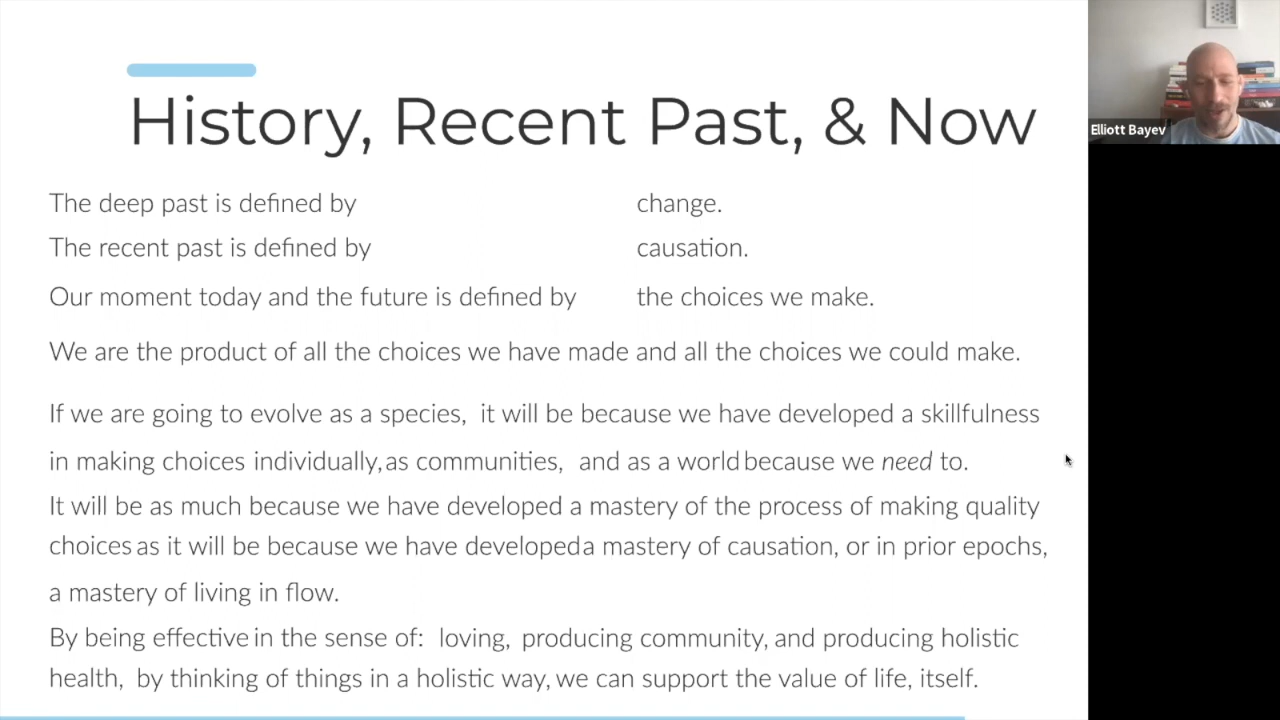 History, Recent Past, & Now
Elliott Bayev
The deep past is defined by change.
The recent past is defined by causation.
Our moment today and the future is defined by the choices we make.
We are the product of all the choices we have made and all the choices we could make.
If we are going to evolve as a species, it will be because we have developed a skillfulness
in making choices individually, as communities, and as a world because we need to.
It will be as much because we have developed a mastery of the process of making quality
choices as it will be because we have developed a mastery of causation, or in prior epochs,
a mastery of living in flow.
By being effective in the sense of: loving, producing community, and producing holistic
health, by thinking of things in a holistic way, we can support the value of life, itself.